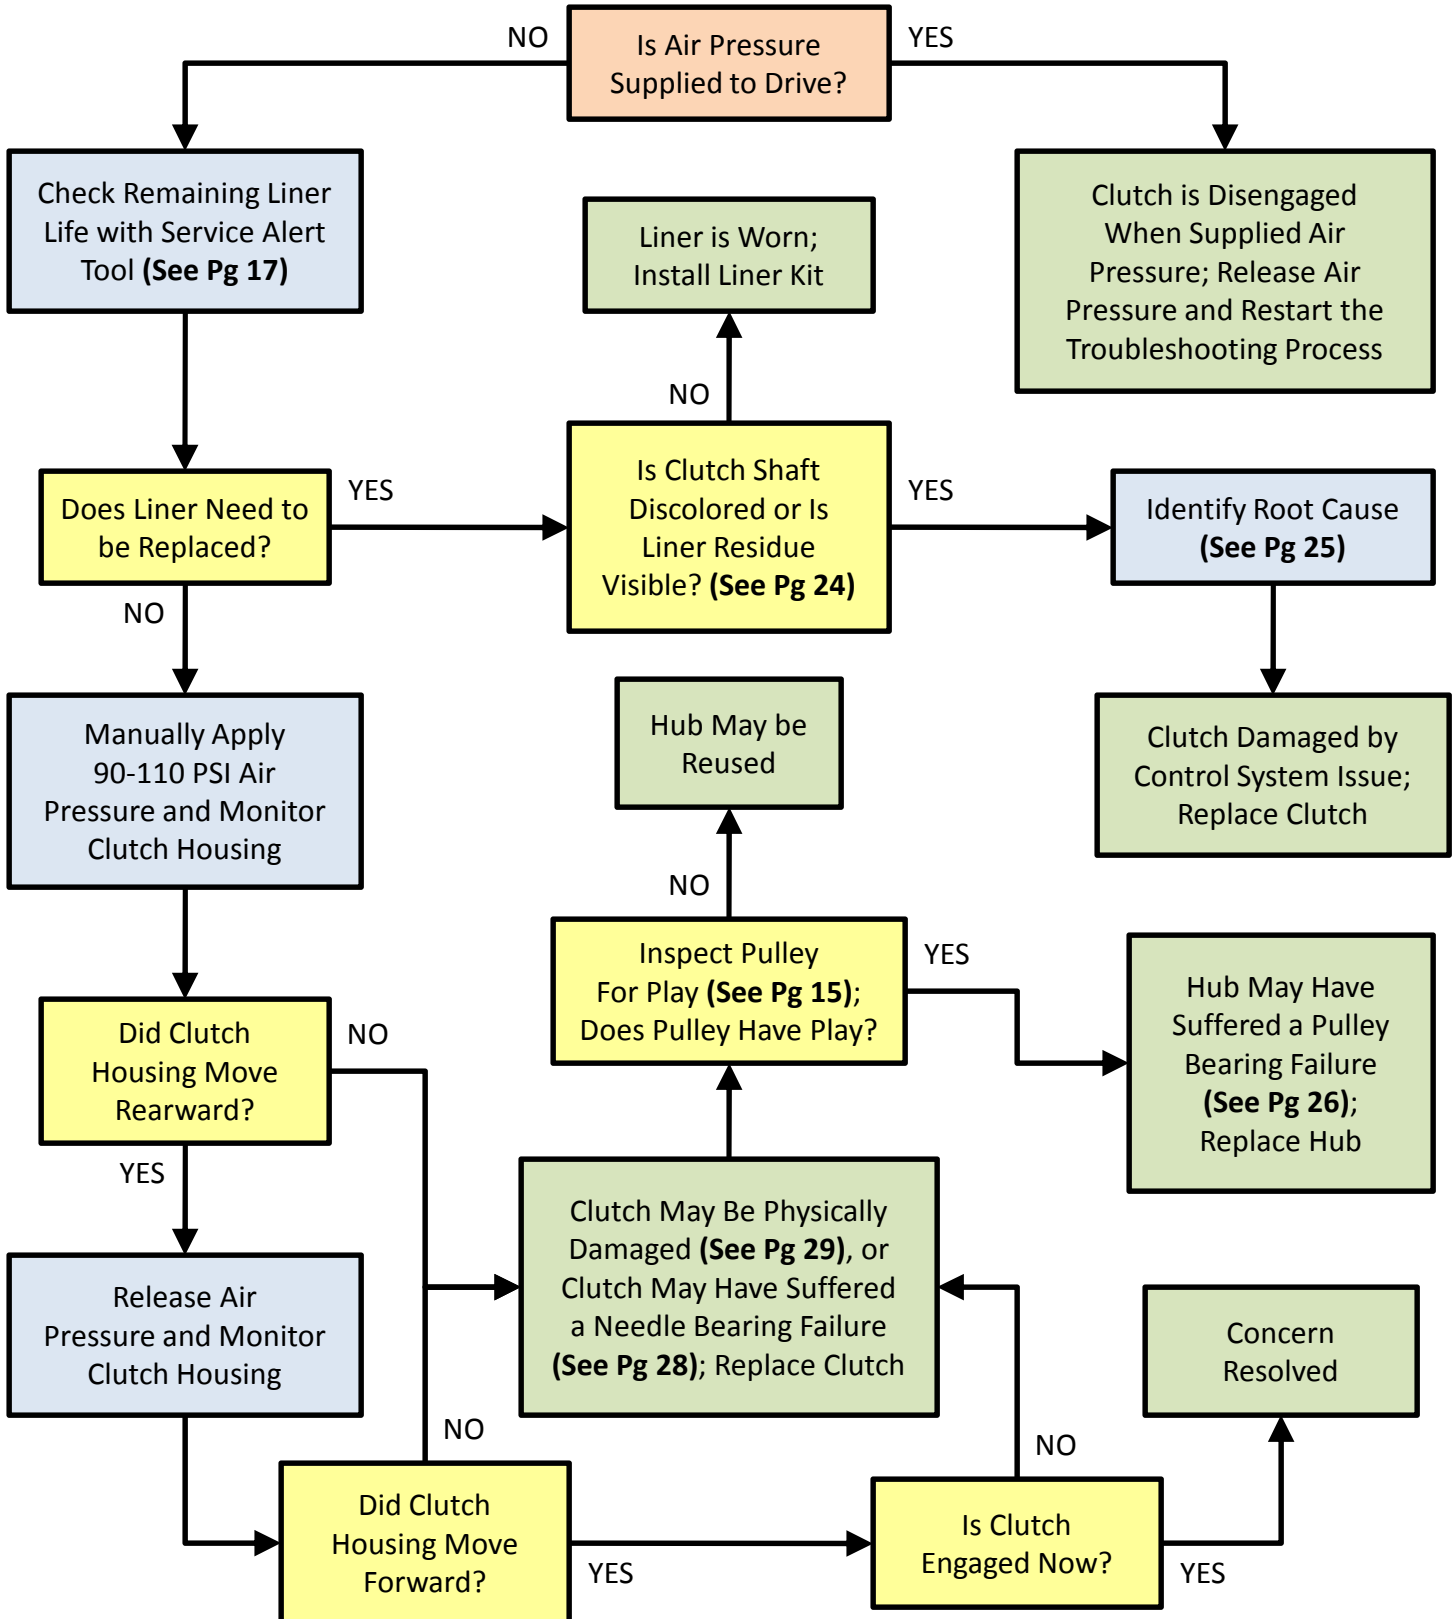 NO
Is Air Pressure
Supplied to Drive?
YES
Check Remaining Liner
Life with Service Alert
Tool (See Pg 17)
Liner is Worn;
Install Liner Kit
Clutch is Disengaged
When Supplied Air
Pressure; Release Air
Pressure and Restart the
Troubleshooting Process
NO
Does Liner Need to
be Replaced?
YES
Is Clutch Shaft
Discolored or Is
Liner Residue
Visible? (See Pg 24)
YES
Identify Root Cause
(See Pg 25)
NO
Manually Apply
90-110 PSI Air
Pressure and Monitor
Clutch Housing
Hub May be
Reused
Clutch Damaged by
Control System Issue;
Replace Clutch
NO
Inspect Pulley
For Play (See Pg 15);
Does Pulley Have Play?
YES
Hub May Have
Suffered a Pulley
Bearing Failure
(See Pg 26);
Replace Hub
Did Clutch
Housing Move
Rearward?
NO
YES
Clutch May Be Physically
Damaged (See Pg 29), or
Clutch May Have Suffered
a Needle Bearing Failure
(See Pg 28); Replace Clutch
Release Air
Pressure and Monitor
Clutch Housing
Concern
Resolved
NO
NO
Did Clutch
Housing Move
Forward?
YES
Is Clutch
Engaged Now?
YES